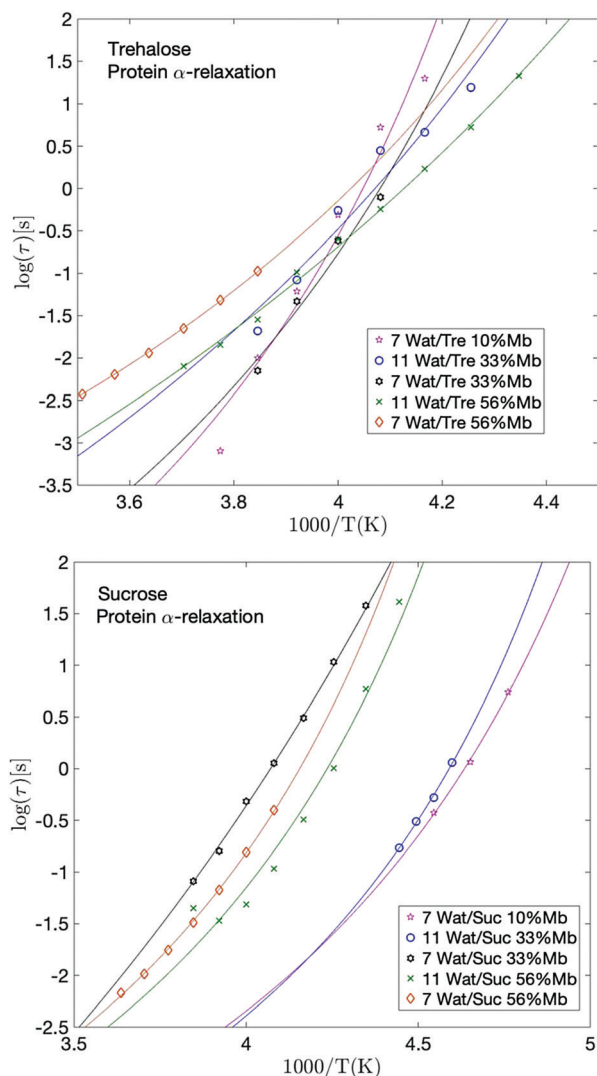 Trehalose
Protein α-relaxation
2
1.5
1
0.5
0
-0.5
-1
-1.5
-2
-2.5
-3
-3.5
log(τ)[s]
7 Wat/Tre 10%Mb
11 Wat/Tre 33%Mb
7 Wat/Tre 33%Mb
11 Wat/Tre 56%Mb
7 Wat/Tre 56%Mb
3.6 3.8 4 4.2 4.4
1000/T(K)
Sucrose
Protein α-relaxation
2
1.5
1
0.5
0
-0.5
-1
-1.5
-2
-2.5
log(τ)[s]
7 Wat/Suc 10%Mb
11 Wat/Suc 33%Mb
7 Wat/Suc 33%Mb
11 Wat/Suc 56%Mb
7 Wat/Suc 56%Mb
3.5 4 4.5 5
1000/T(K)